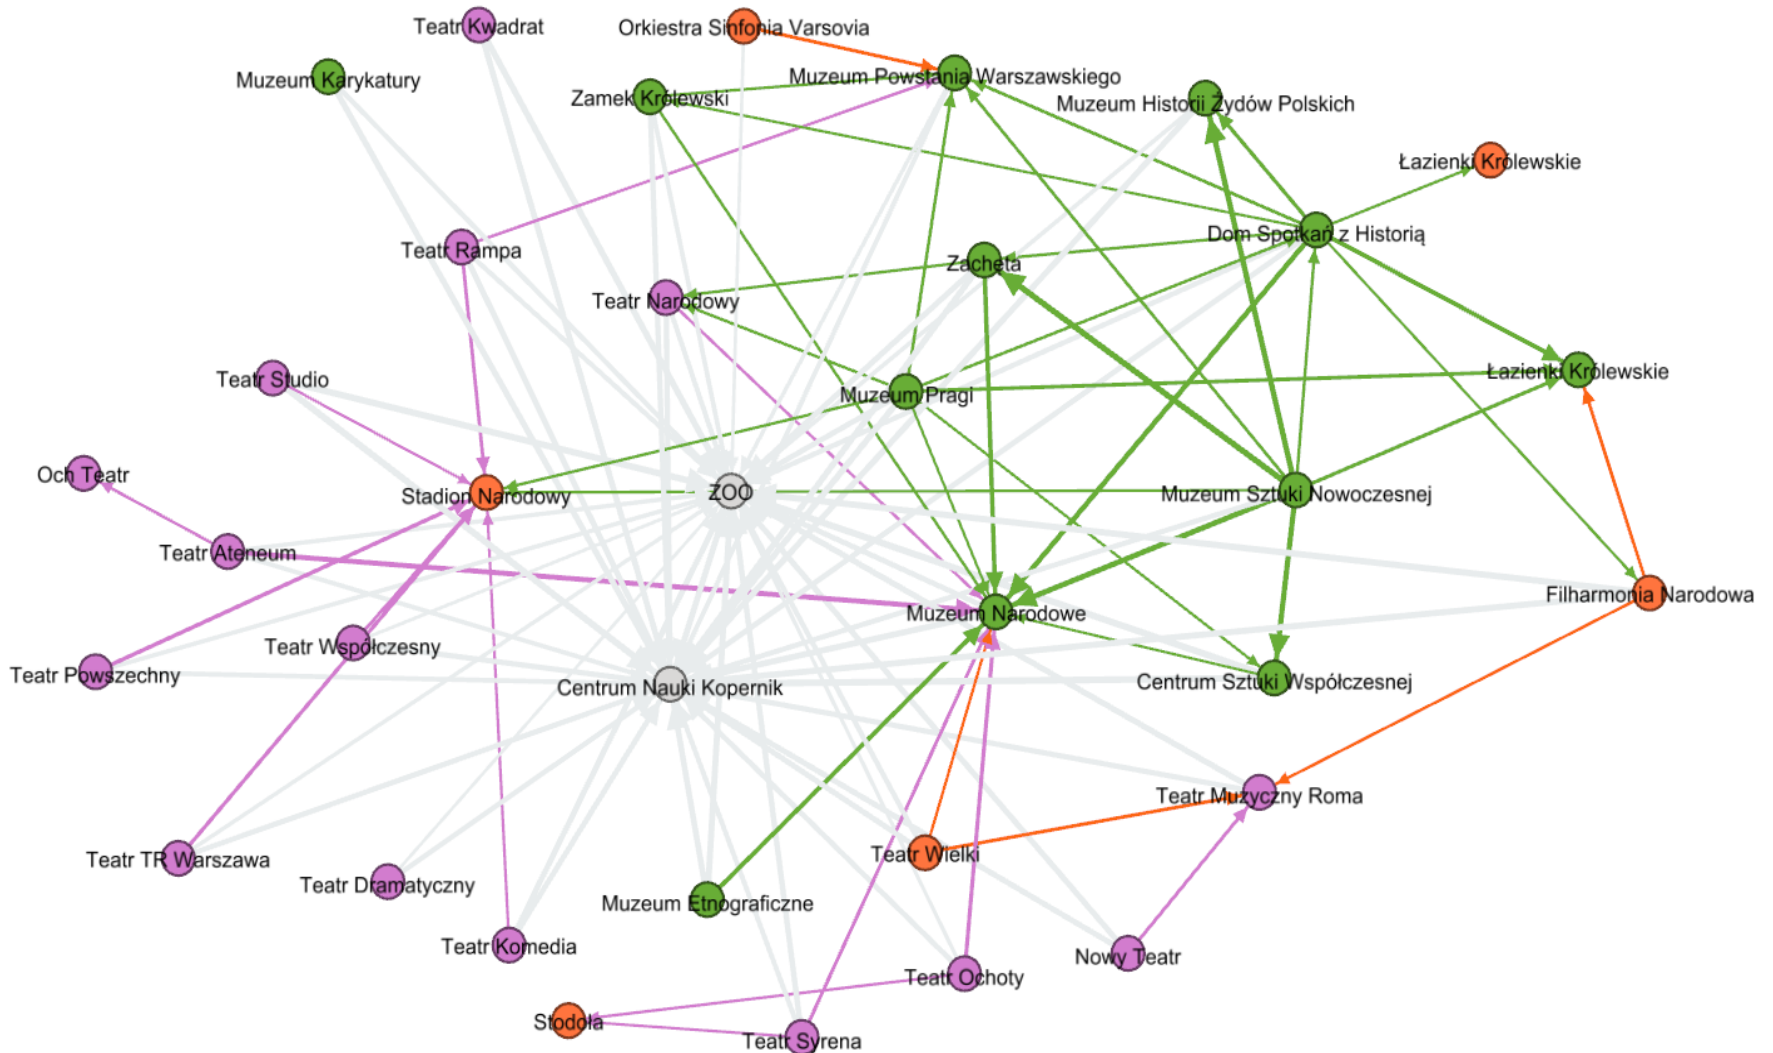 Teatr Kwadrat
Orkiestra Sinfonia Varsovia
Muzeum Karykatury
Muzeum Powstania Warszawskiego
Zamek Królewski
Muzeum Historii Żydów Polskich
Łazienki Królewskie
Teatr Rampa
Dom Spotkań z Historią
Zachęta
Teatr Narodowy
Teatr Studio
Łazienki Królewskie
Muzeum Pragi
Och Teatr
Stadion Narodowy
ZOO
Muzeum Sztuki Nowoczesnej
Teatr Ateneum
Filharmonia Narodowa
Muzeum Narodowe
Teatr Współczesny
Teatr Powszechny
Centrum Nauki Kopernik
Centrum Sztuki Współczesnej
Teatr Muzyczny Roma
Teatr TR Warszawa
Teatr Wielki
Teatr Dramatyczny
Muzeum Etnograficzne
Teatr Komedia
Nowy Teatr
Teatr Ochoty
Stodoła
Teatr Syrena